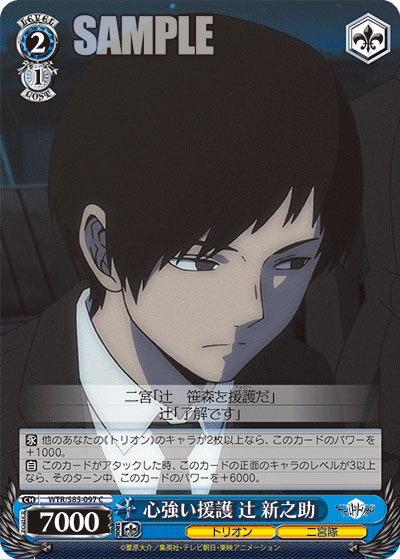 LEVEL
2
SAMPLE
1
COST
二宮「辻　笹森を援護だ」
辻「了解です」
永 他のあなたの《トリオン》のキャラが2枚以上なら、このカードのパワーを
+1000。
自 このカードがアタックした時、このカードの正面のキャラのレベルが3以上
なら、そのターン中、このカードのパワーを+6000。
CH WTR/S85-097 C
7000
心強い援護 辻 新之助
トリオン
二宮隊
©葦原大介／集英社・テレビ朝日・東映アニメーション